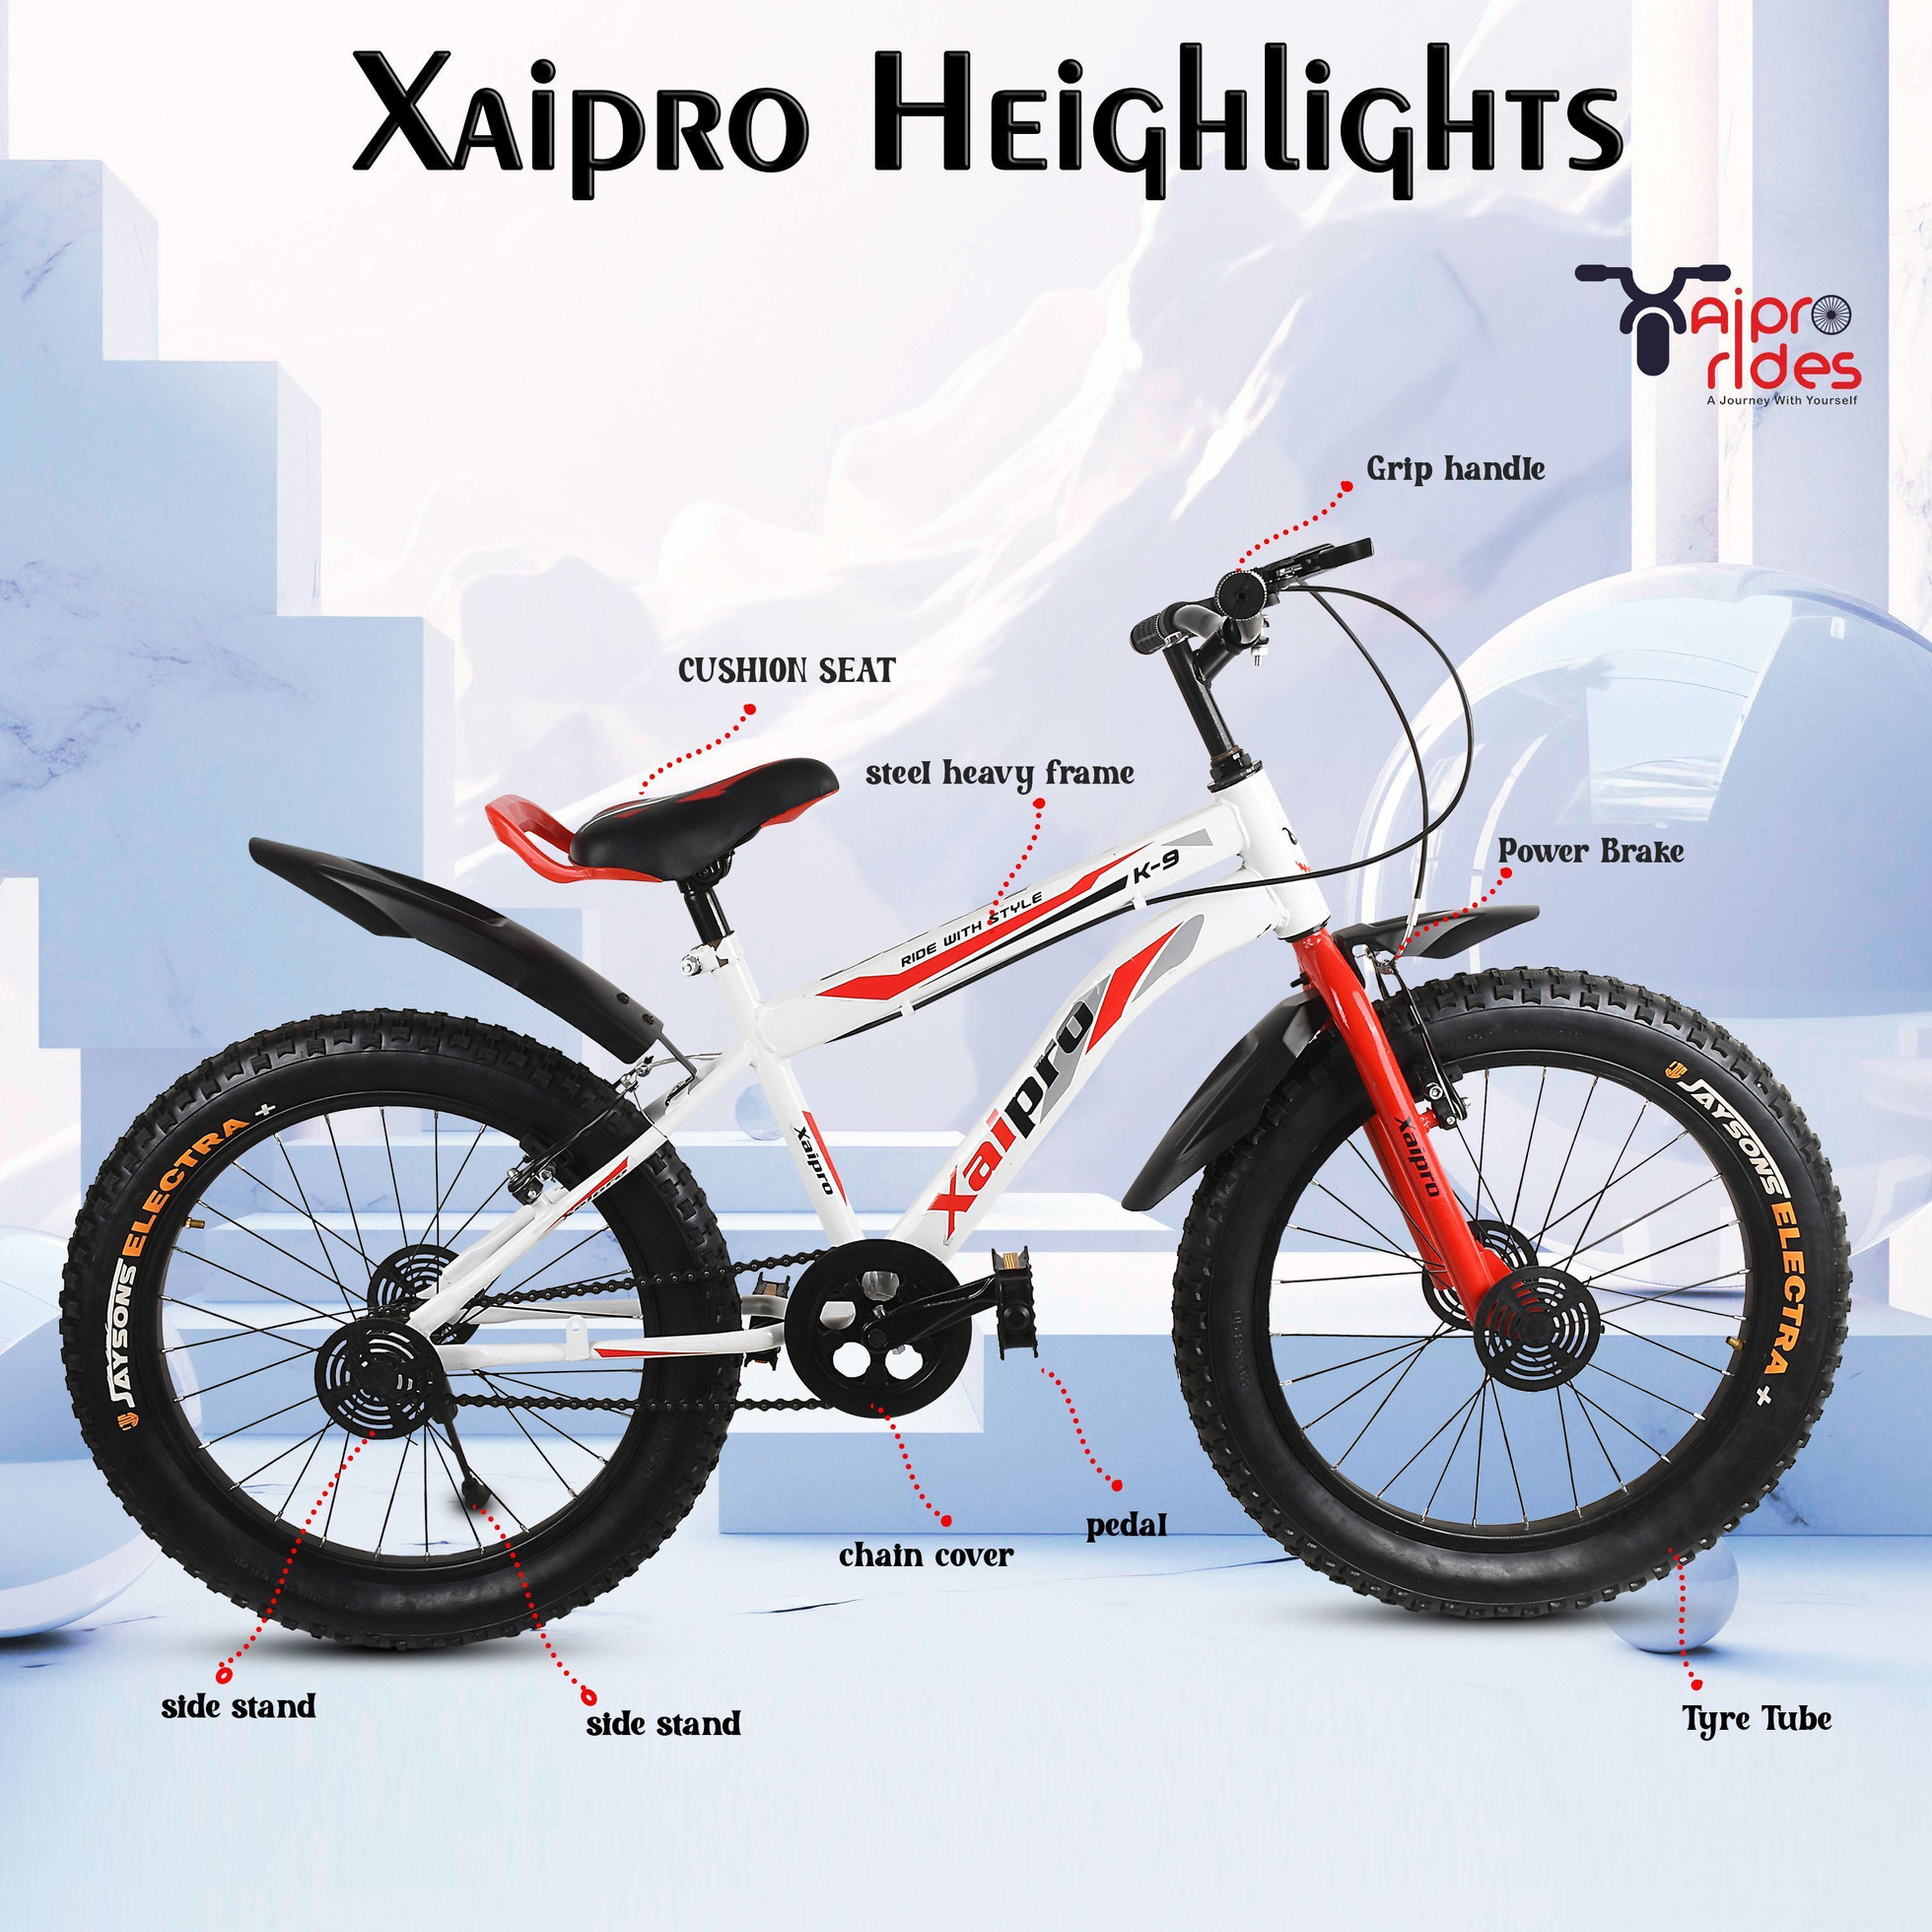 Xaipro Heighlights
Xaipro
rides
A Journey With Yourself
Grip handle
CUSHION SEAT
steel heavy frame
Power Brake
K-9
RIDE WITH STYLE
Xaipro
Xaipro
Xaipro
JAYSONS ELECTRA +
JAYSONS ELECTRA +
pedal
chain cover
side stand
side stand
Tyre Tube